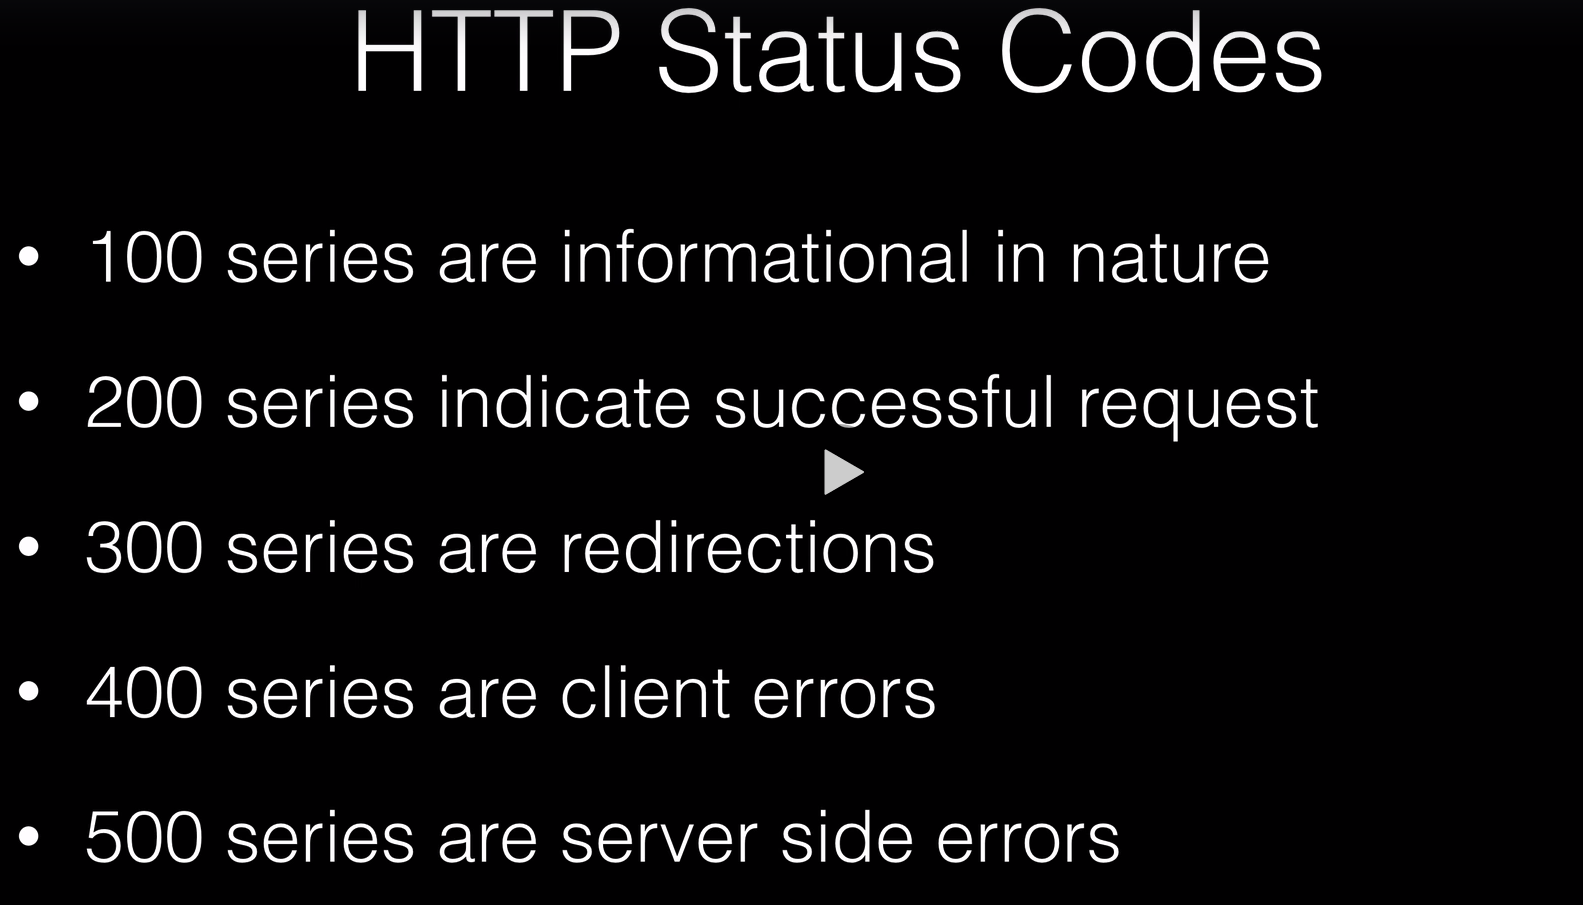 HTTP Status Codes
• 100 series are informational in nature
• 200 series indicate successful request
• 300 series are redirections
• 400 series are client errors
• 500 series are server side errors